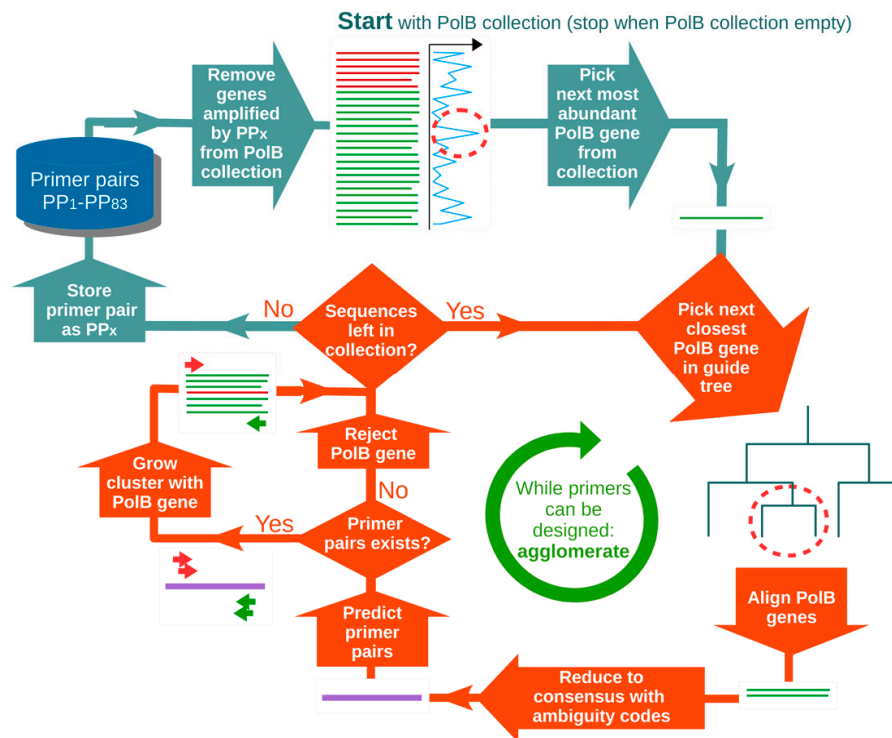 Start with PolB collection (stop when PolB collection empty)
Remove
genes
amplified
by PPx
from PolB
collection
Pick
next most
abundant
PolB gene
from
collection
Primer pairs
PP1-PP83
Store
primer pair
as PPx
No
Sequences
left in
collection?
Yes
Pick next
closest
PolB gene
in guide
tree
Grow
cluster with
PolB gene
Reject
PolB gene
No
Yes
Primer
pairs exists?
While primers
can be
designed:
agglomerate
Align PolB
genes
Predict
primer
pairs
Reduce to
consensus with
ambiguity codes